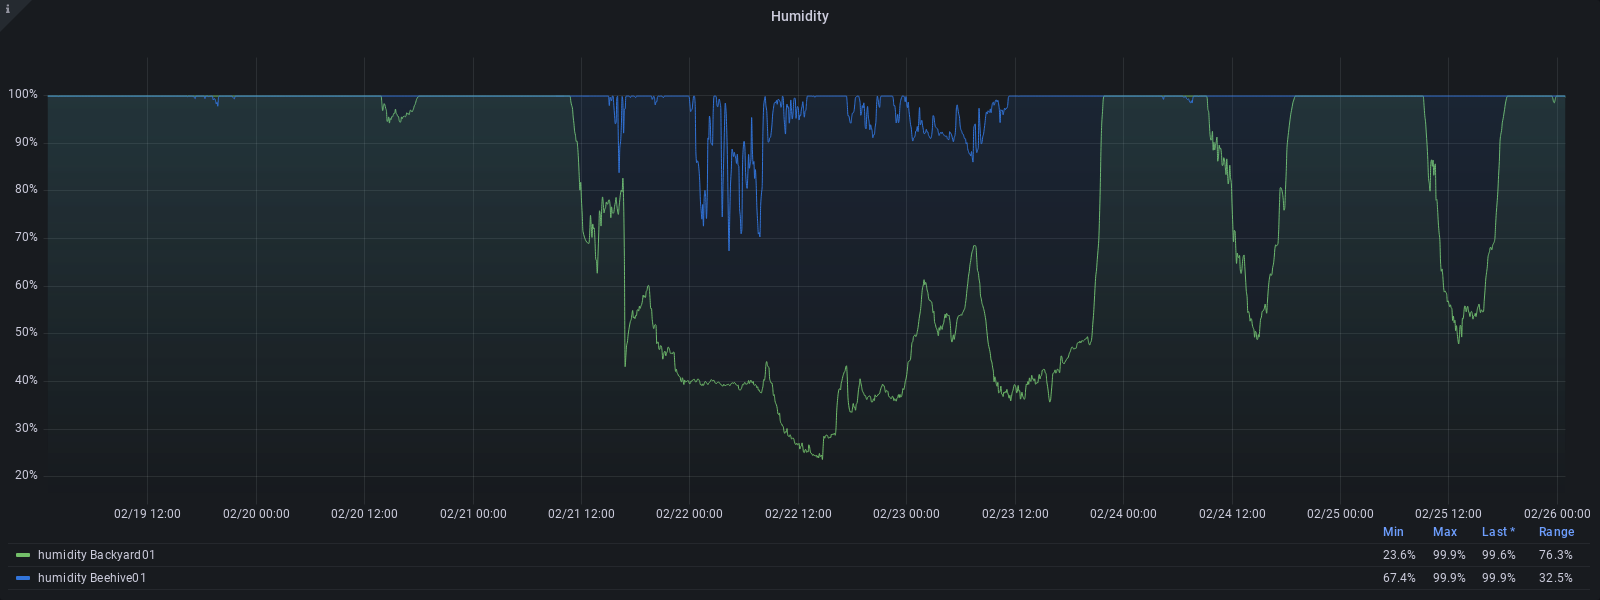 i
Humidity
100%
90%
80%
70%
60%
50%
40%
30%
20%
02/19 12:00 02/20 00:00 02/20 12:00 02/21 00:00 02/21 12:00 02/22 00:00 02/22 12:00 02/23 00:00 02/23 12:00 02/24 00:00 02/24 12:00 02/25 00:00 02/25 12:00 02/26 00:00
Min Max Last * Range
humidity Backyard01 23.6% 99.9% 99.6% 76.3%
humidity Beehive01 67.4% 99.9% 99.9% 32.5%